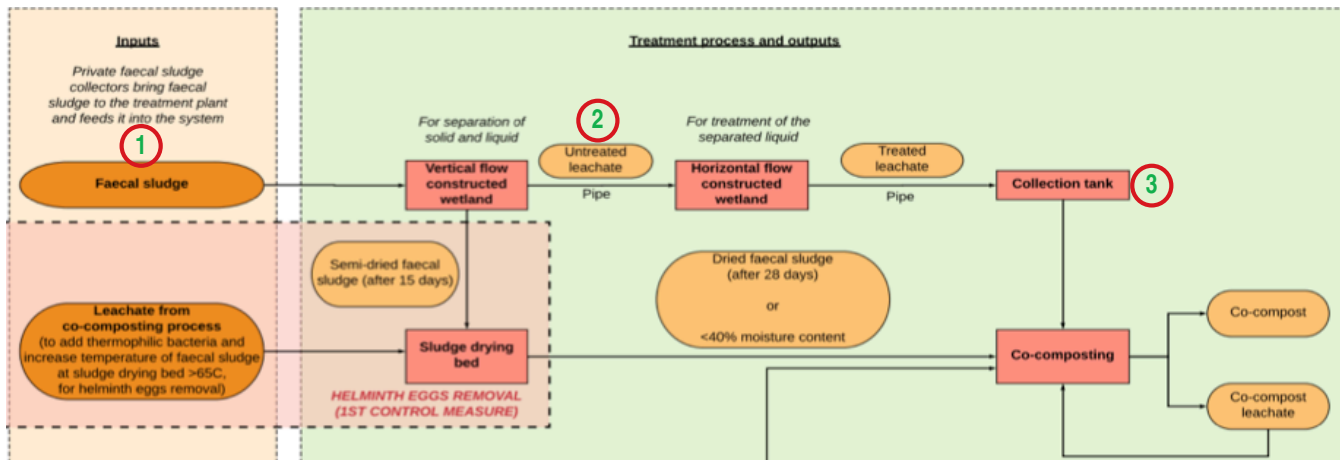 Inputs
Private faecal sludge
collectors bring faecal
sludge to the treatment plant
and feeds it into the system
1
Faecal sludge
Leachate from
co-composting process
(to add thermophilic bacteria and
increase temperature of faecal sludge
at sludge drying bed >65C,
for helminth eggs removal)
Treatment process and outputs
For separation of
solid and liquid
Vertical flow
constructed
wetland
2
Untreated
leachate
Pipe
For treatment of the
separated liquid
Horizontal flow
constructed
wetland
Treated
leachate
Pipe
Collection tank
3
Semi-dried faecal
sludge (after 15 days)
Sludge drying
bed
HELMINTH EGGS REMOVAL
(1ST CONTROL MEASURE)
Dried faecal sludge
(after 28 days)
or
<40% moisture content
Co-composting
Co-compost
Co-compost
leachate